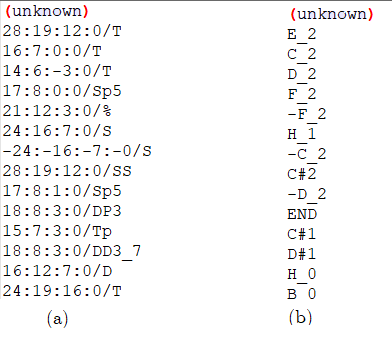 (unknown)
28:19:12:0/T
16:7:0:0/T
14:6:-3:0/T
17:8:0:0/Sp5
21:12:3:0/%
24:16:7:0/S
-24:-16:-7:-0/S
28:19:12:0/SS
17:8:1:0/Sp5
18:8:3:0/DP3
15:7:3:0/Tp
18:8:3:0/DD3_7
16:12:7:0/D
24:19:16:0/T
(a)
(unknown)
E_2
C_2
D_2
F_2
-F_2
H_1
-C_2
C#2
-D_2
END
C#1
D#1
H_0
B_0
(b)